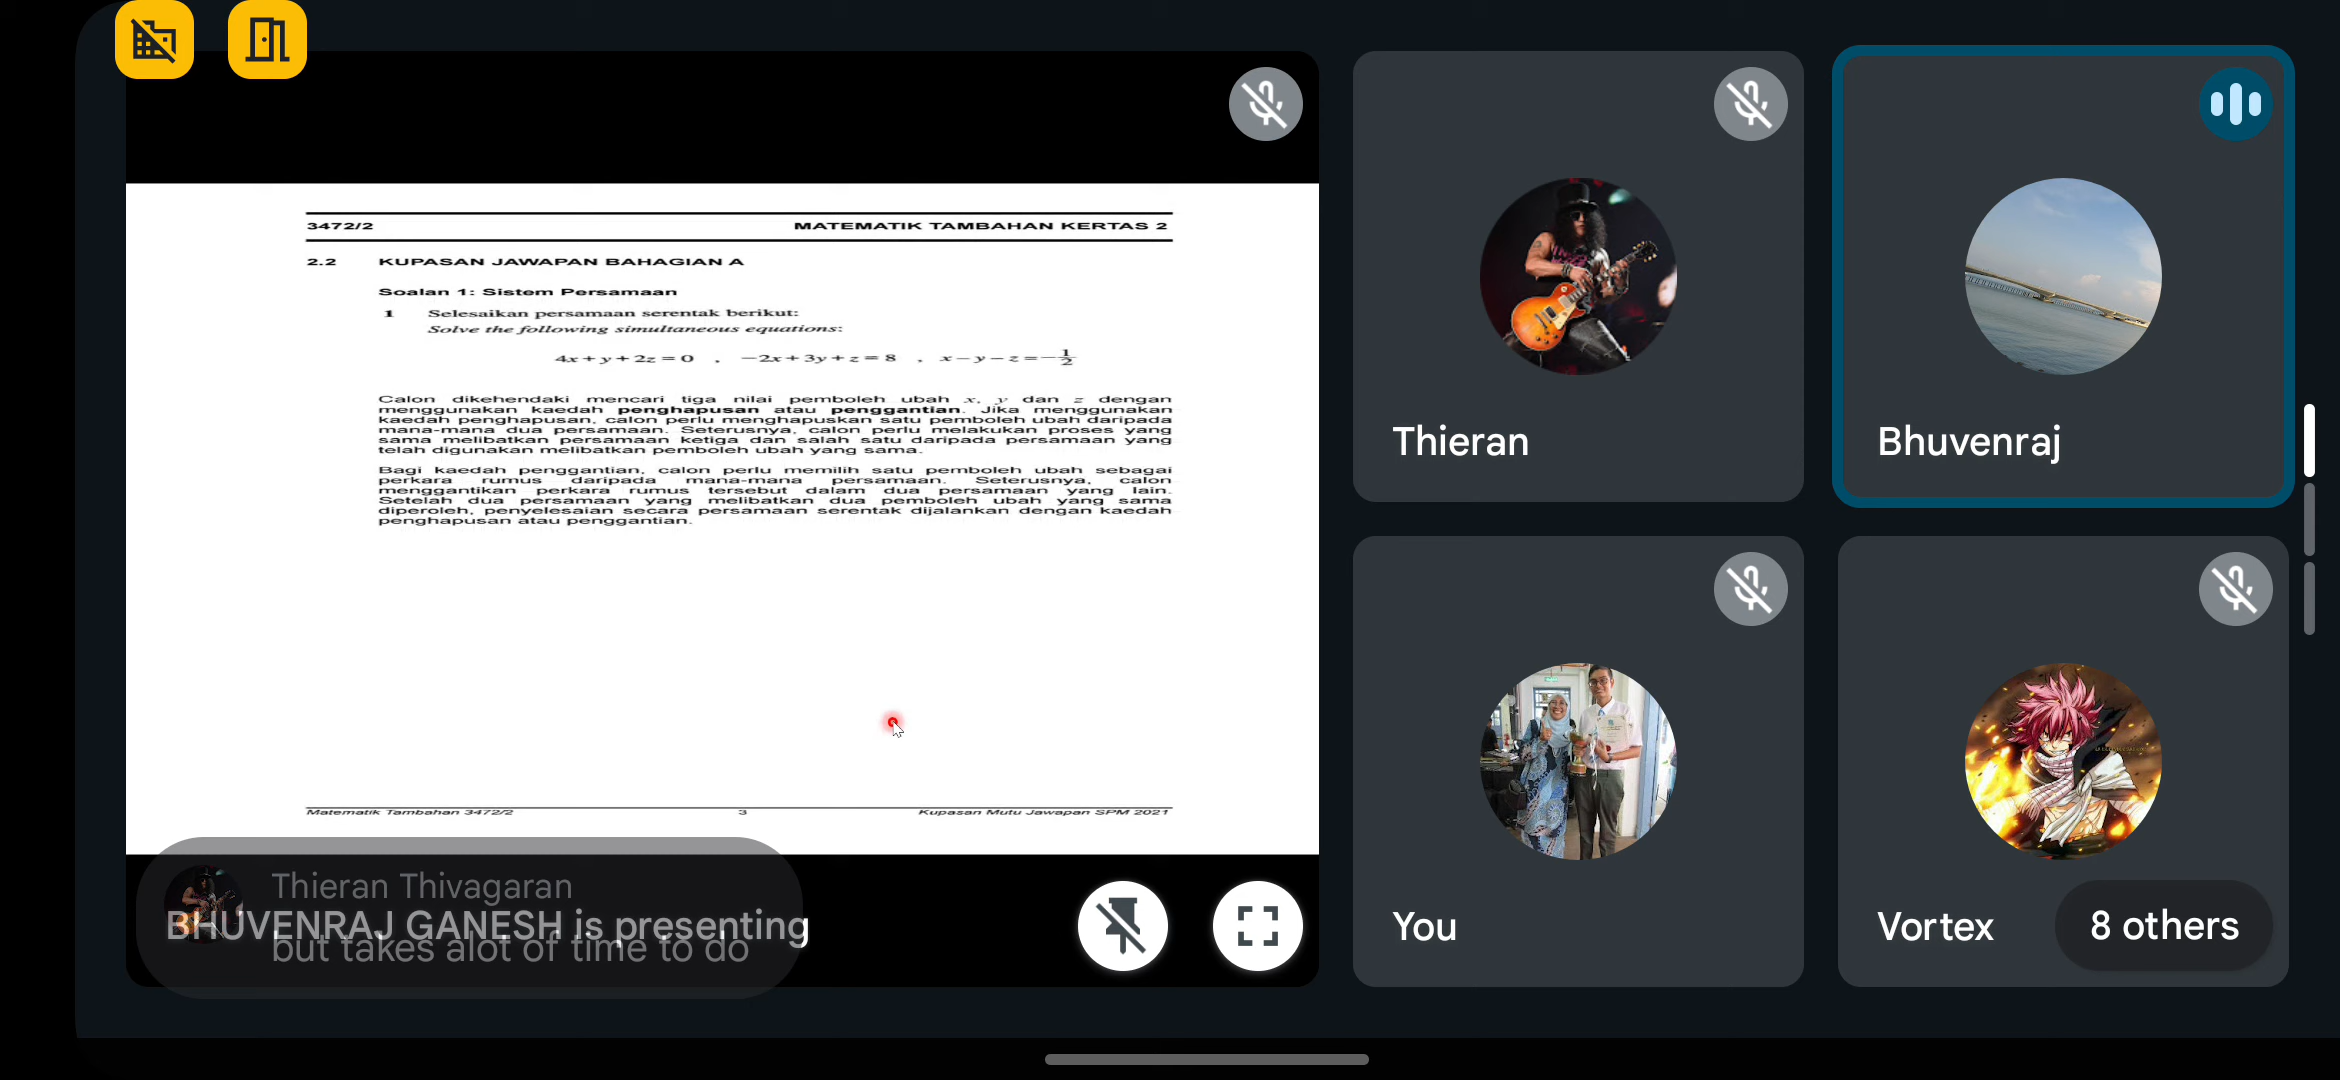 3472/2 MATEMATIK TAMBAHAN KERTAS 2
2.2 KUPASAN JAWAPAN BAHAGIAN A
Soalan 1: Sistem Persamaan
1 Selesaikan persamaan serentak berikut:
Solve the following simultaneous equations:
4x + y + 2z = 0 , −2x + 3y + z = 8 , x − y − z = −1/2
Calon dikehendaki mencari tiga nilai pemboleh ubah x, y dan z dengan
menggunakan kaedah penghapusan atau penggantian. Jika menggunakan
kaedah penghapusan, calon perlu menghapuskan satu pemboleh ubah daripada
mana-mana dua persamaan. Seterusnya, calon perlu melakukan proses yang
sama melibatkan persamaan ketiga dan salah satu daripada persamaan yang
telah digunakan melibatkan pemboleh ubah yang sama.
Bagi kaedah penggantian, calon perlu memilih satu pemboleh ubah sebagai
perkara rumus daripada mana-mana persamaan. Seterusnya, calon
menggantikan perkara rumus tersebut dalam dua persamaan yang lain.
Setelah dua persamaan yang melibatkan dua pemboleh ubah yang sama
diperoleh, penyelesaian secara persamaan serentak dijalankan dengan kaedah
penghapusan atau penggantian.
Matematik Tambahan 3472/2 3 Kupasan Mutu Jawapan SPM 2021
Thieran Thivagaran
BHUVENRAJ GANESH is presenting
but takes alot of time to do
Thieran
Bhuvenraj
You
Vortex
8 others